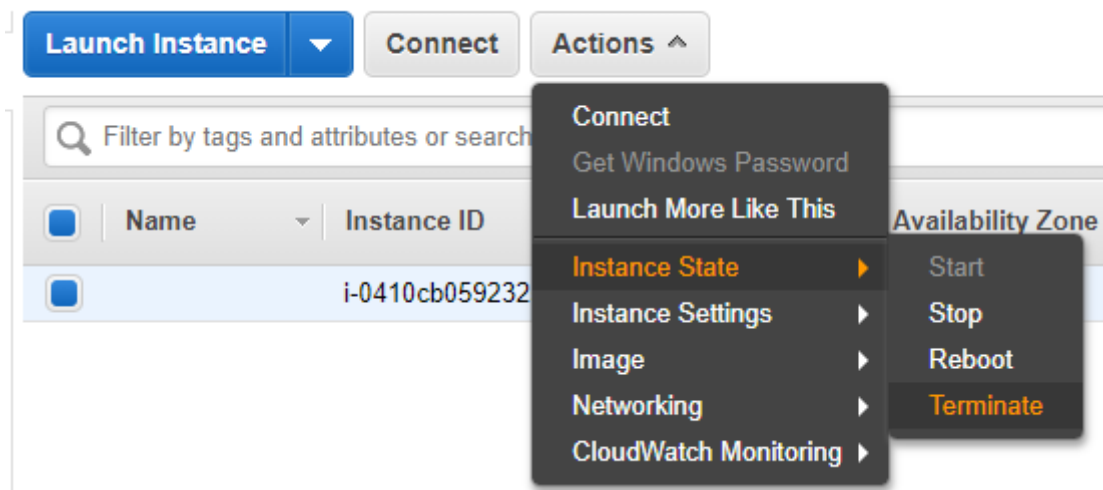 Launch Instance Connect Actions
Filter by tags and attributes or search
Connect
Get Windows Password
Launch More Like This
Name Instance ID Availability Zone
i-0410cb059232
Instance State
Instance Settings
Image
Networking
CloudWatch Monitoring
Start
Stop
Reboot
Terminate